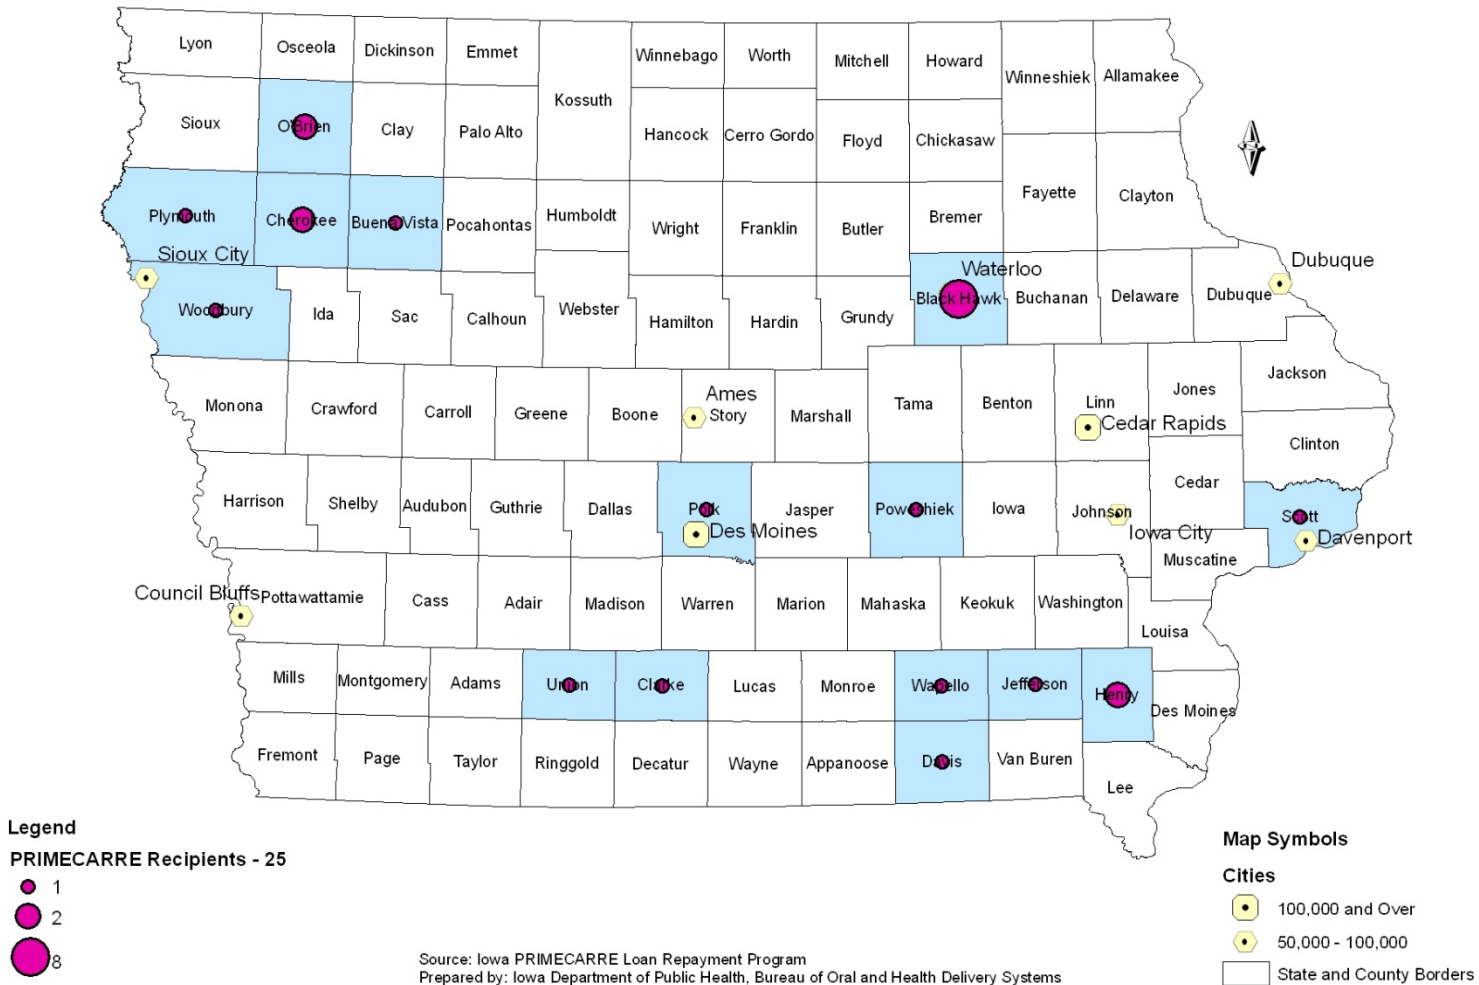 Lyon
Osceola
Dickinson
Emmet
Kossuth
Winnebago
Worth
Mitchell
Howard
Winneshiek
Allamakee
Sioux
O'Brien
Clay
Palo Alto
Hancock
Cerro Gordo
Floyd
Chickasaw
Fayette
Clayton
Plymouth
Cherokee
Buena Vista
Pocahontas
Humboldt
Wright
Franklin
Butler
Bremer
Sioux City
Woodbury
Ida
Sac
Calhoun
Webster
Hamilton
Hardin
Grundy
Waterloo
Black Hawk
Buchanan
Delaware
Dubuque
Dubuque
Monona
Crawford
Carroll
Greene
Boone
Ames
Story
Marshall
Tama
Benton
Linn
Cedar Rapids
Jones
Jackson
Clinton
Harrison
Shelby
Audubon
Guthrie
Dallas
Polk
Des Moines
Jasper
Poweshiek
Iowa
Johnson
Iowa City
Cedar
Muscatine
Scott
Davenport
Council Bluffs
Pottawattamie
Cass
Adair
Madison
Warren
Marion
Mahaska
Keokuk
Washington
Louisa
Mills
Montgomery
Adams
Union
Clarke
Lucas
Monroe
Wapello
Jefferson
Henry
Des Moines
Fremont
Page
Taylor
Ringgold
Decatur
Wayne
Appanoose
Davis
Van Buren
Lee
Legend
PRIMECARRE Recipients - 25
1
2
8
Source: Iowa PRIMECARRE Loan Repayment Program
Prepared by: Iowa Department of Public Health, Bureau of Oral and Health Delivery Systems
Map Symbols
Cities
100,000 and Over
50,000 - 100,000
State and County Borders